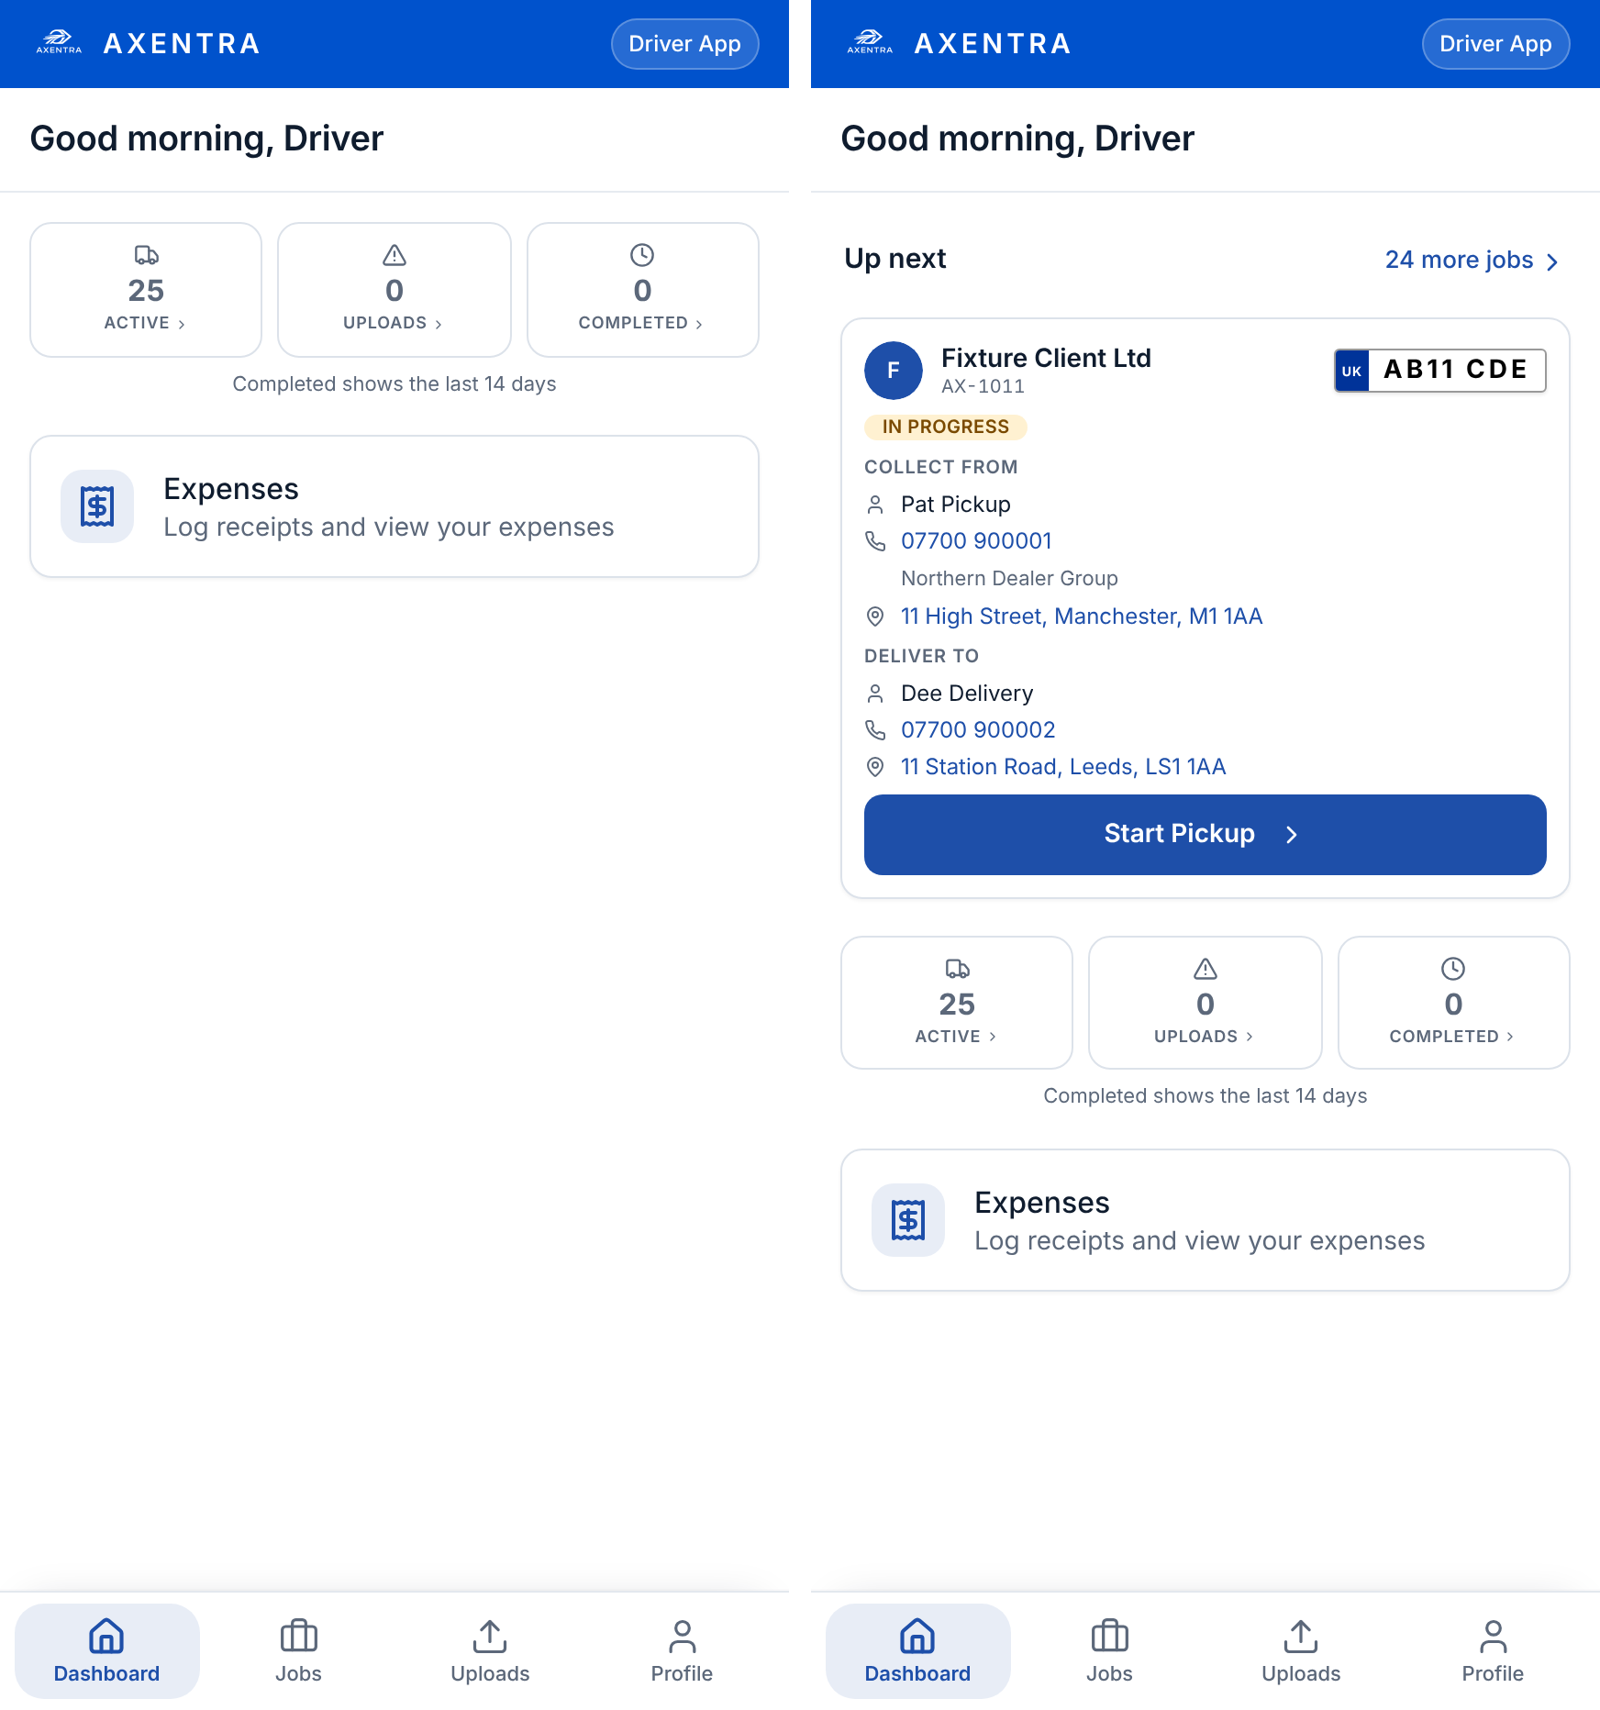 AXENTRA AXENTRA Driver App
Good morning, Driver
25
ACTIVE
0
UPLOADS
0
COMPLETED
Completed shows the last 14 days
Expenses
Log receipts and view your expenses
Dashboard
Jobs
Uploads
Profile
AXENTRA AXENTRA Driver App
Good morning, Driver
Up next 24 more jobs
F
Fixture Client Ltd
AX-1011
UK AB11 CDE
IN PROGRESS
COLLECT FROM
Pat Pickup
07700 900001
Northern Dealer Group
11 High Street, Manchester, M1 1AA
DELIVER TO
Dee Delivery
07700 900002
11 Station Road, Leeds, LS1 1AA
Start Pickup
25
ACTIVE
0
UPLOADS
0
COMPLETED
Completed shows the last 14 days
Expenses
Log receipts and view your expenses
Dashboard
Jobs
Uploads
Profile